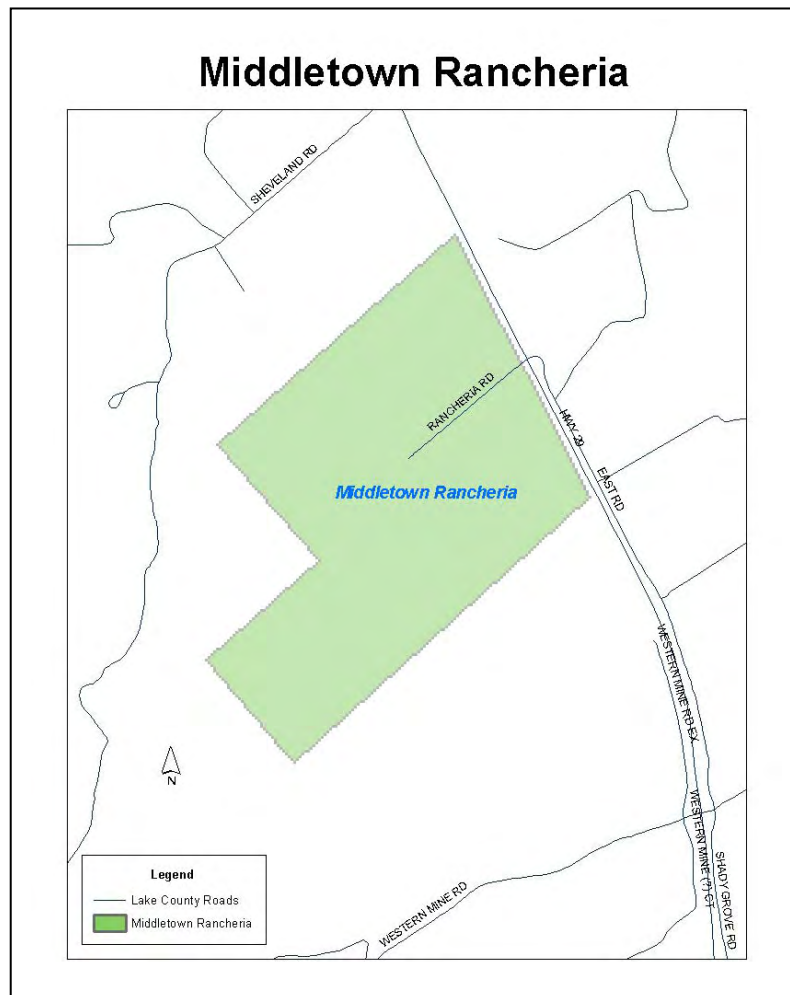 Middletown Rancheria
SHEVELAND RD
RANCHERIA RD
HWY 29
EAST RD
Middletown Rancheria
WESTERN MINE RD EX
WESTERN MINE (?) CT
SHADY GROVE RD
WESTERN MINE RD
N
Legend
Lake County Roads
Middletown Rancheria